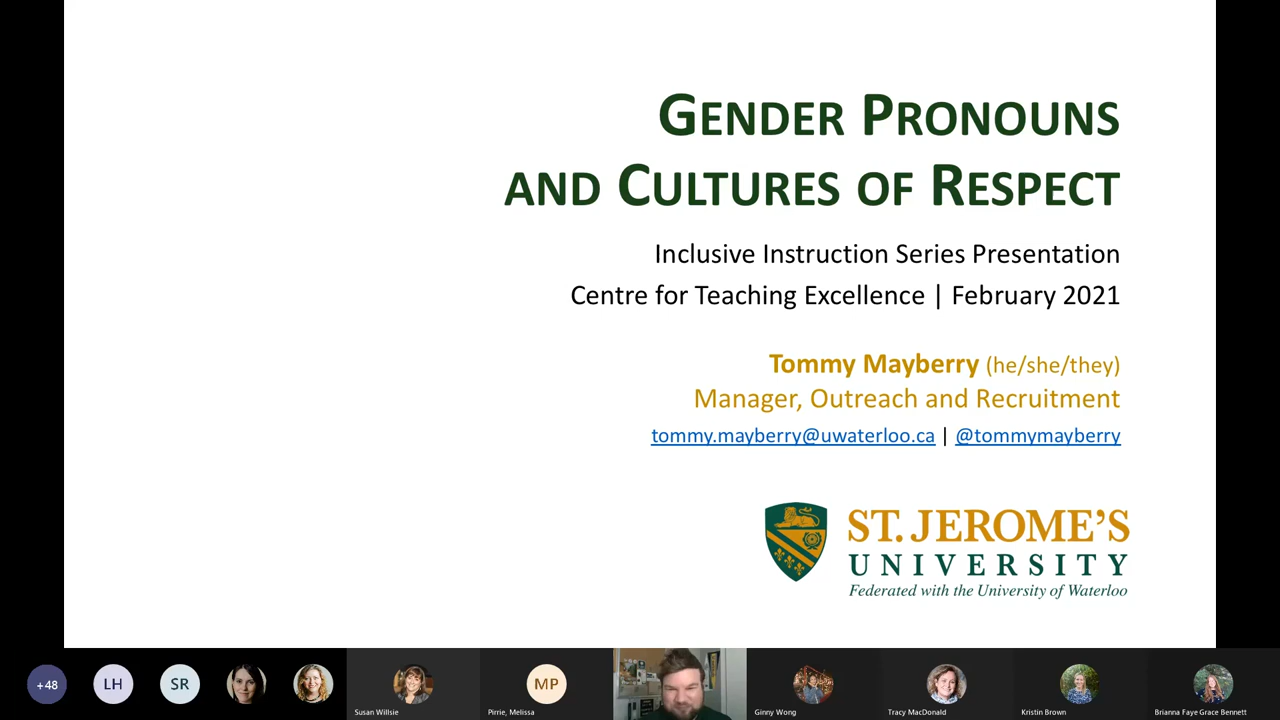 GENDER PRONOUNS
AND CULTURES OF RESPECT
Inclusive Instruction Series Presentation
Centre for Teaching Excellence | February 2021
Tommy Mayberry (he/she/they)
Manager, Outreach and Recruitment
tommy.mayberry@uwaterloo.ca | @tommymayberry
ST. JEROME'S
UNIVERSITY
Federated with the University of Waterloo
+48
LH
SR
MP
Susan Willsie
Pirrie, Melissa
Ginny Wong
Tracy MacDonald
Kristin Brown
Brianna Faye Grace Bennett